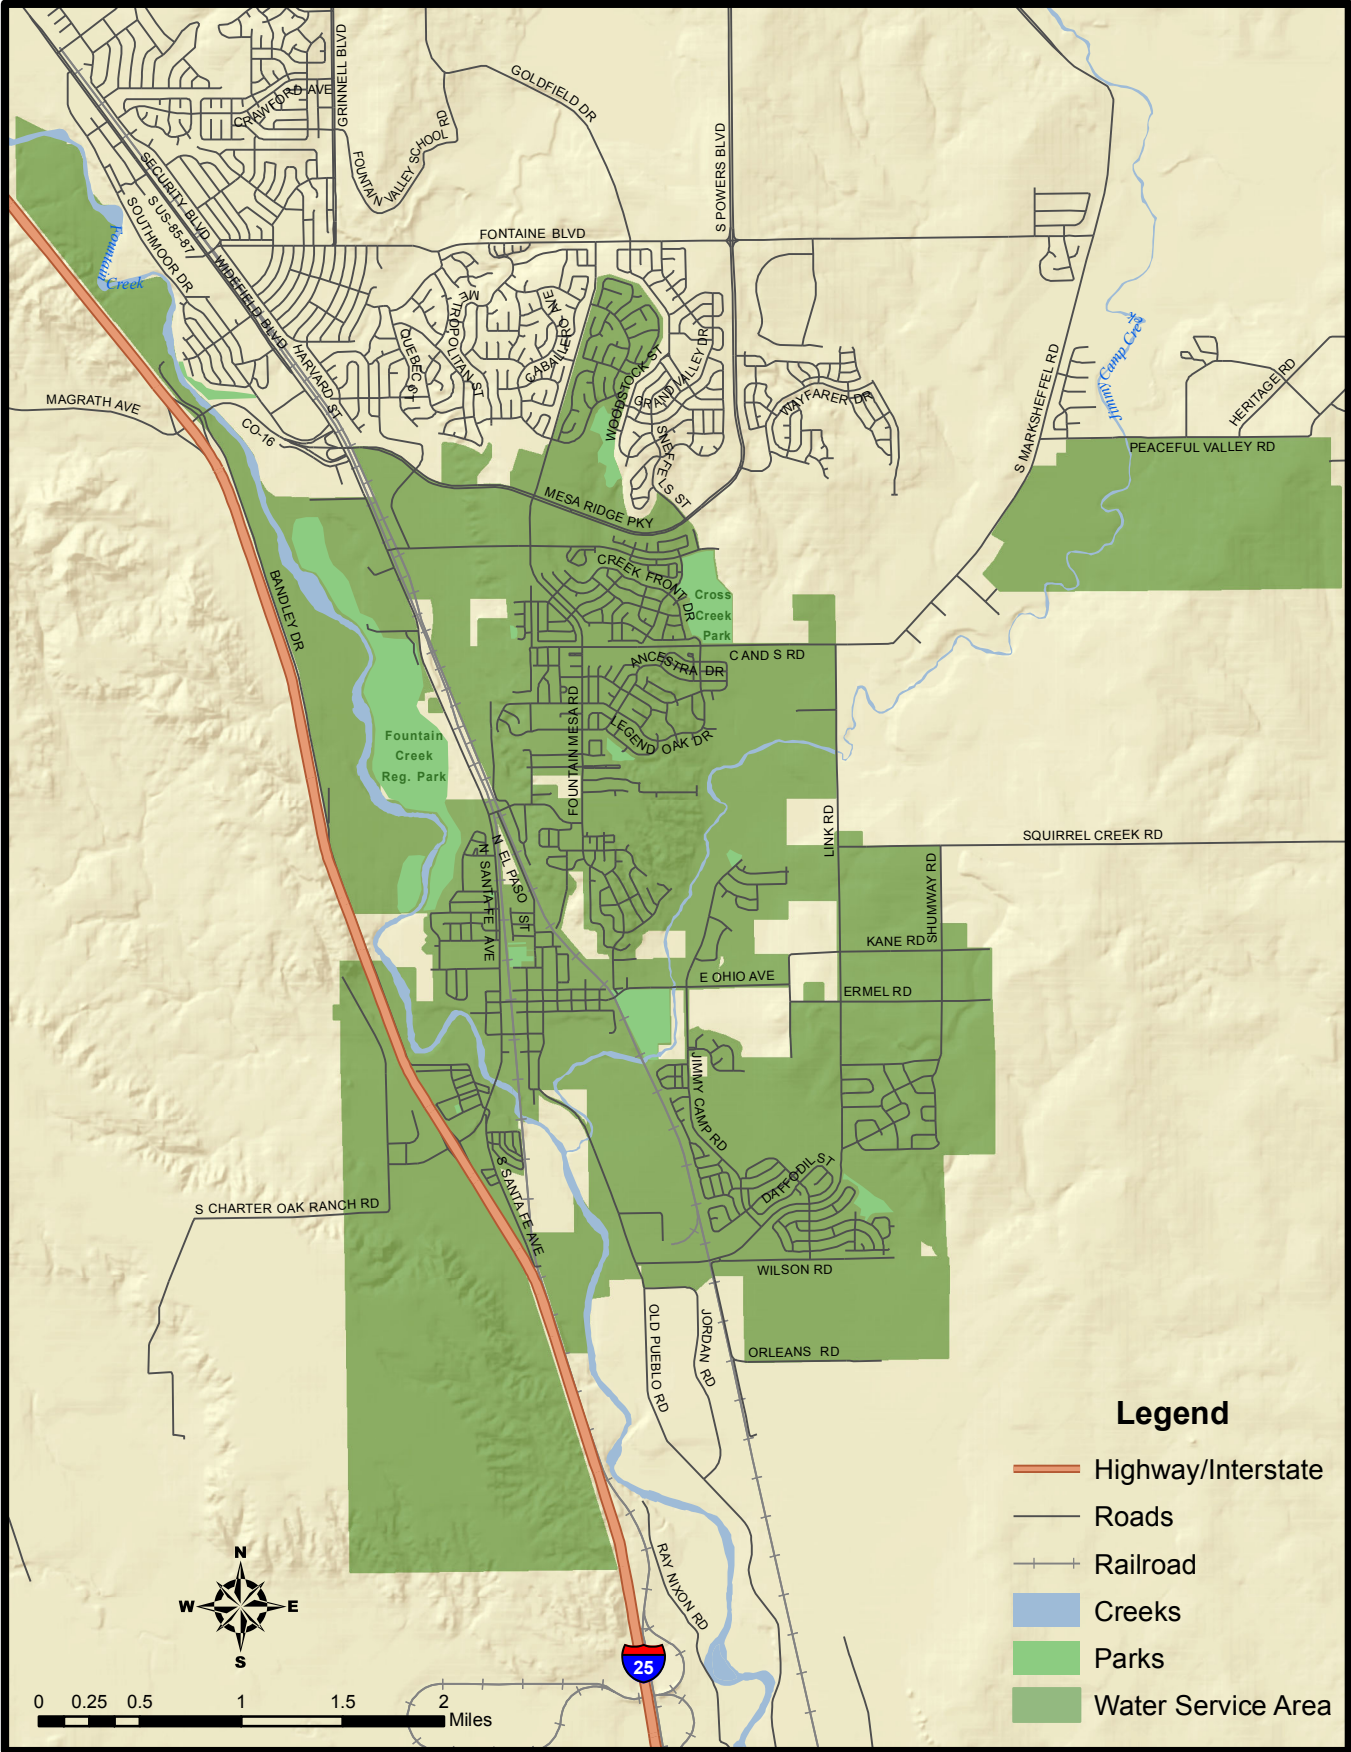 GRINNELL BLVD
CRAWFORD AVE
GOLDFIELD DR
FOUNTAIN VALLEY SCHOOL RD
S POWERS BLVD
SECURITY BLVD
S US-85-87
SOUTHMOOR DR
FONTAINE BLVD
Fountain
Creek
WIDEFIELD BLVD
HARVARD ST
QUEBEC ST
METROPOLITAN ST
CABALLERO AVE
WOODSTOCK ST
GRAND VALLEY DR
SNEFFELS ST
WAYFARER DR
S MARKSHEFFEL RD
Jimmy Camp Creek
HERITAGE RD
PEACEFUL VALLEY RD
MAGRATH AVE
CO-16
MESA RIDGE PKY
BANDLEY DR
CREEK FRONT DR
Cross
Creek
Park
C AND S RD
ANCESTRA DR
FOUNTAIN MESA RD
LEGEND OAK DR
Fountain
Creek
Reg. Park
LINK RD
SQUIRREL CREEK RD
SHUMWAY RD
N EL PASO ST
N SANTA FE AVE
KANE RD
E OHIO AVE
ERMEL RD
JIMMY CAMP RD
DAFFODIL ST
S SANTA FE AVE
S CHARTER OAK RANCH RD
WILSON RD
OLD PUEBLO RD
JORDAN RD
ORLEANS RD
RAY NIXON RD
25
Legend
Highway/Interstate
Roads
Railroad
Creeks
Parks
Water Service Area
N
W E
S
0 0.25 0.5 1 1.5 2
Miles